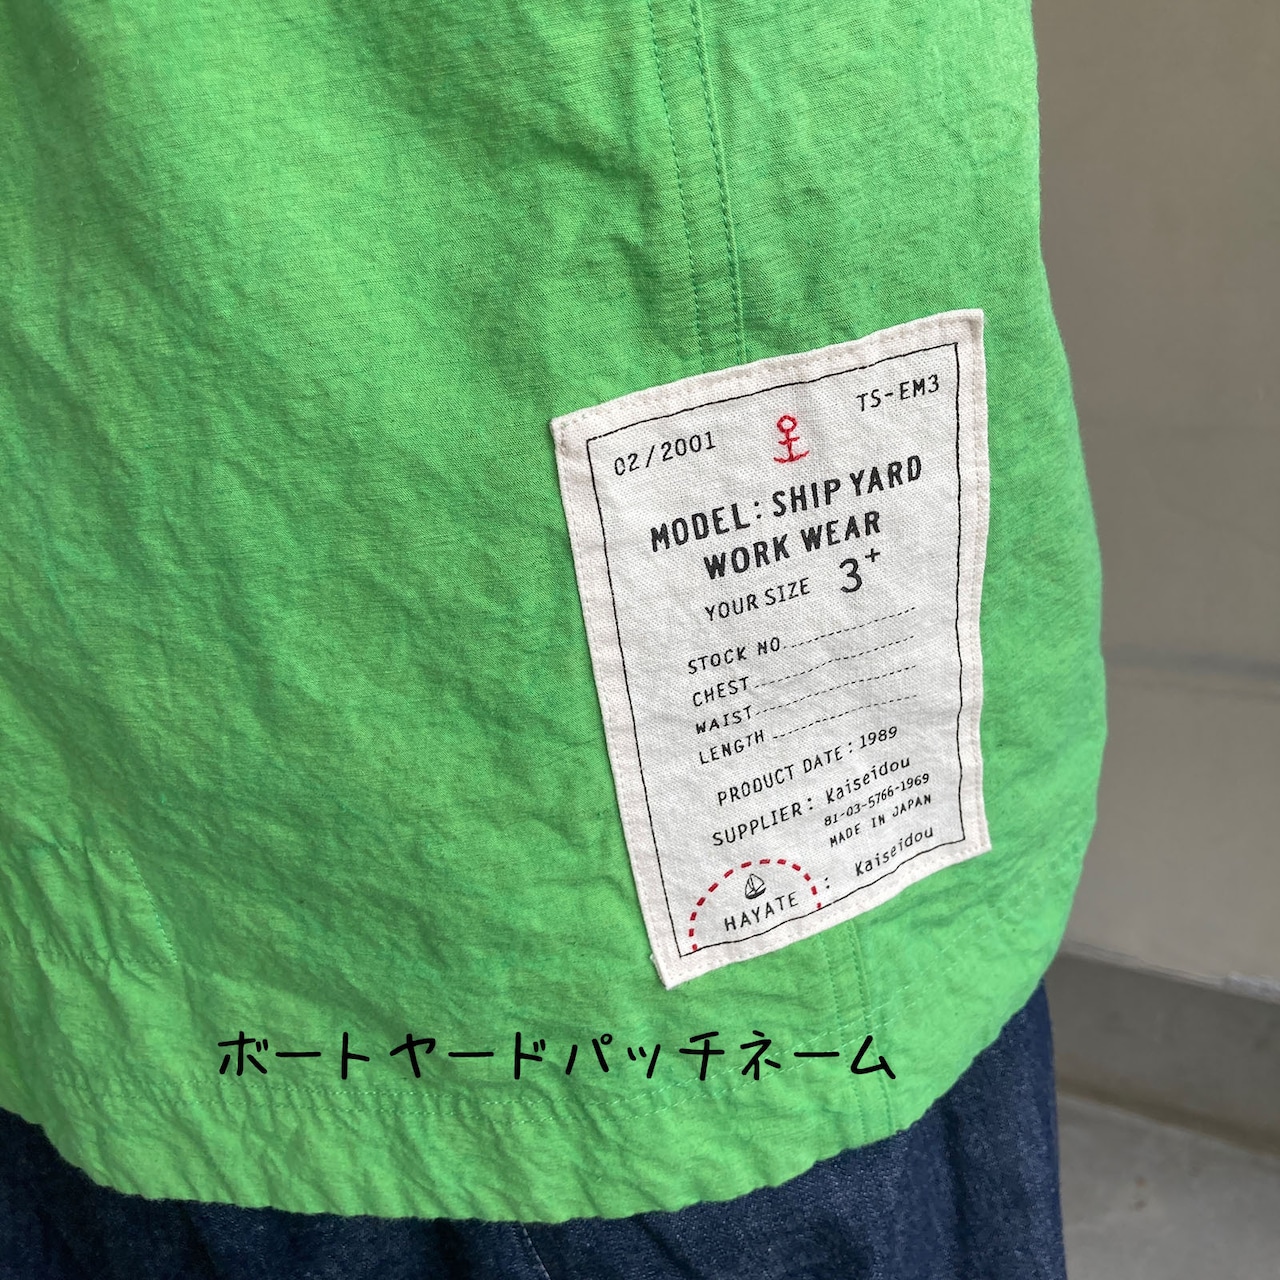 TS-EM3
02/2001
MODEL: SHIP YARD
WORK WEAR
YOUR SIZE 3+
STOCK NO.
CHEST
WAIST
LENGTH
PRODUCT DATE: 1989
SUPPLIER: Kaiseidou
81-03-5766-1969
MADE IN JAPAN
HAYATE : Kaiseidou
ボートヤードパッチネーム